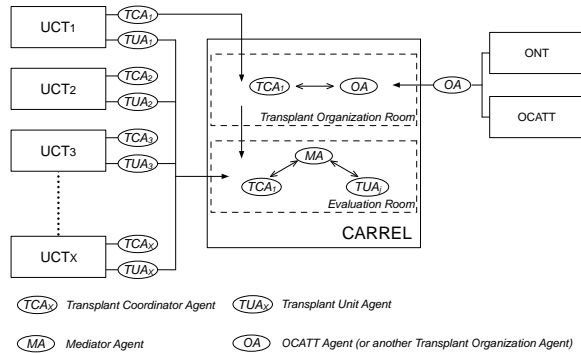 UCT1
TCA1
TUA1
UCT2
TCA2
TUA2
UCT3
TCA3
TUA3
UCTX
TCAX
TUAX
TCA1
OA
Transplant Organization Room
MA
TCA1
TUAj
Evaluation Room
CARREL
OA
ONT
OCATT
TCAX Transplant Coordinator Agent
TUAX Transplant Unit Agent
MA Mediator Agent
OA OCATT Agent (or another Transplant Organization Agent)